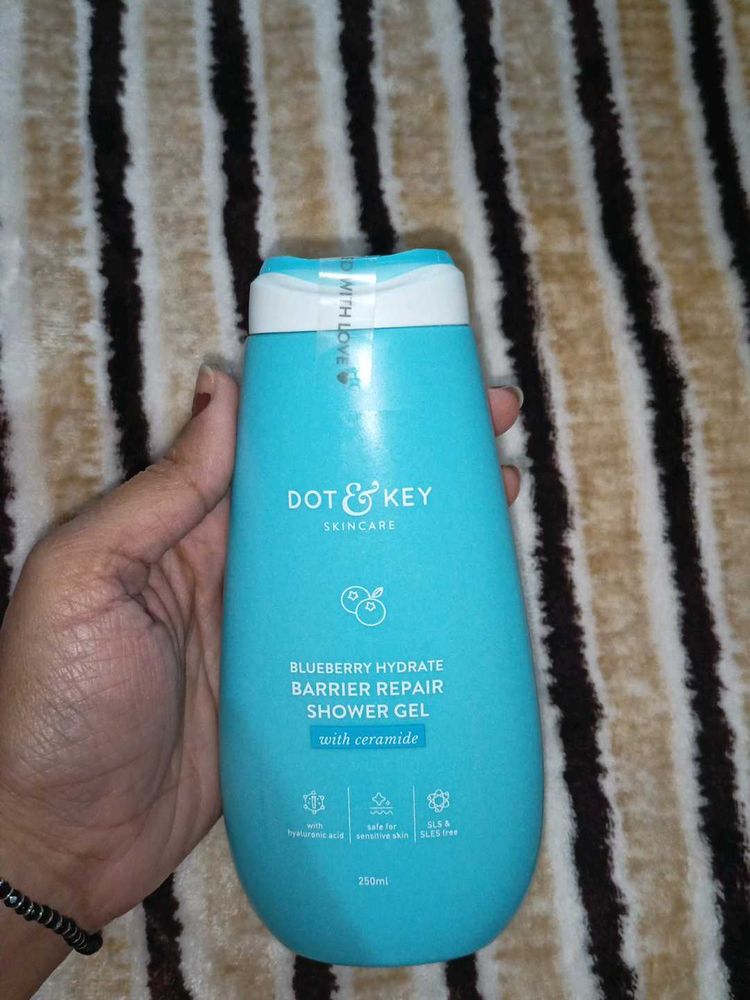 WITH LOVE
DOT & KEY
SKINCARE
BLUEBERRY HYDRATE
BARRIER REPAIR
SHOWER GEL
with ceramide
with
hyaluronic acid
safe for
sensitive skin
SLS &
SLES free
250ml